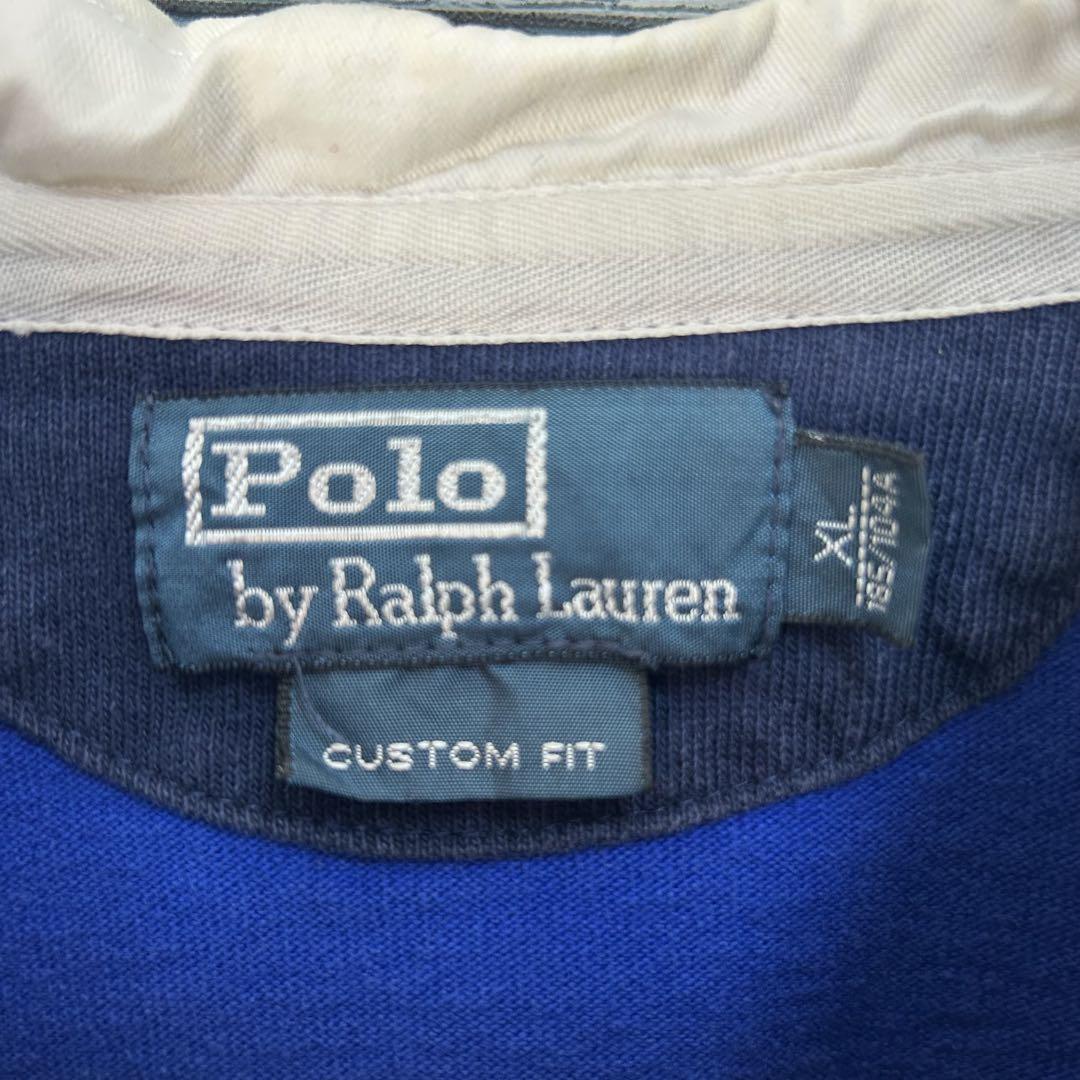 Polo
by Ralph Lauren
XL
185/104A
CUSTOM FIT